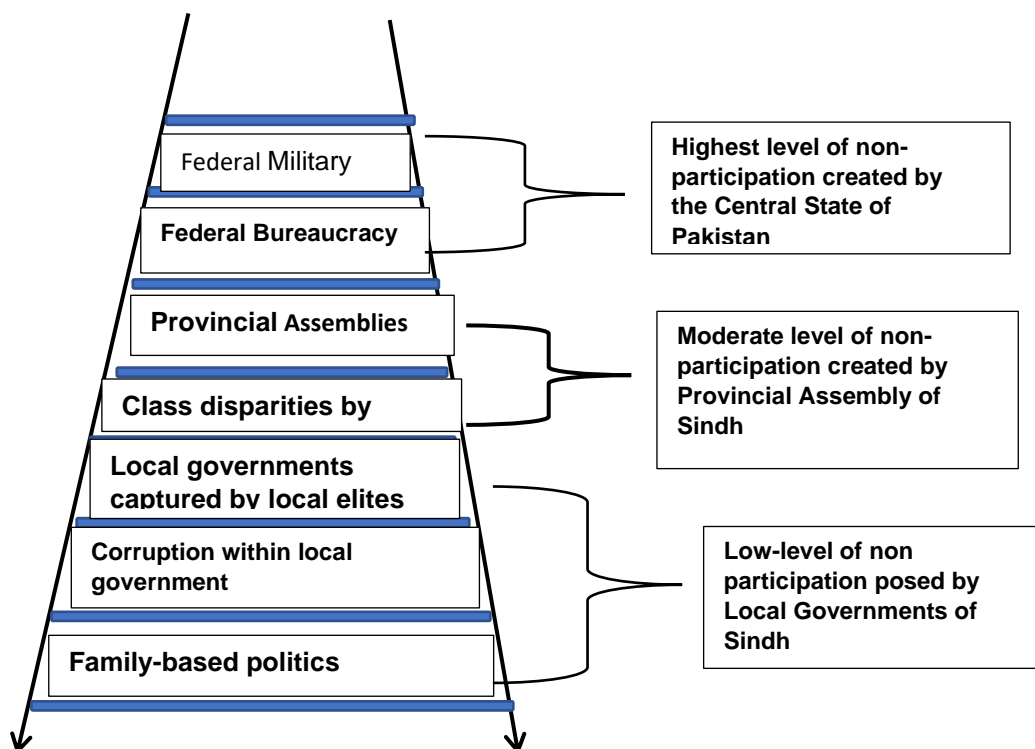 Federal Military
Federal Bureaucracy
Provincial Assemblies
Class disparities by
Local governments
captured by local elites
Corruption within local
government
Family-based politics
Highest level of non-
participation created by
the Central State of
Pakistan
Moderate level of non-
participation created by
Provincial Assembly of
Sindh
Low-level of non
participation posed by
Local Governments of
Sindh